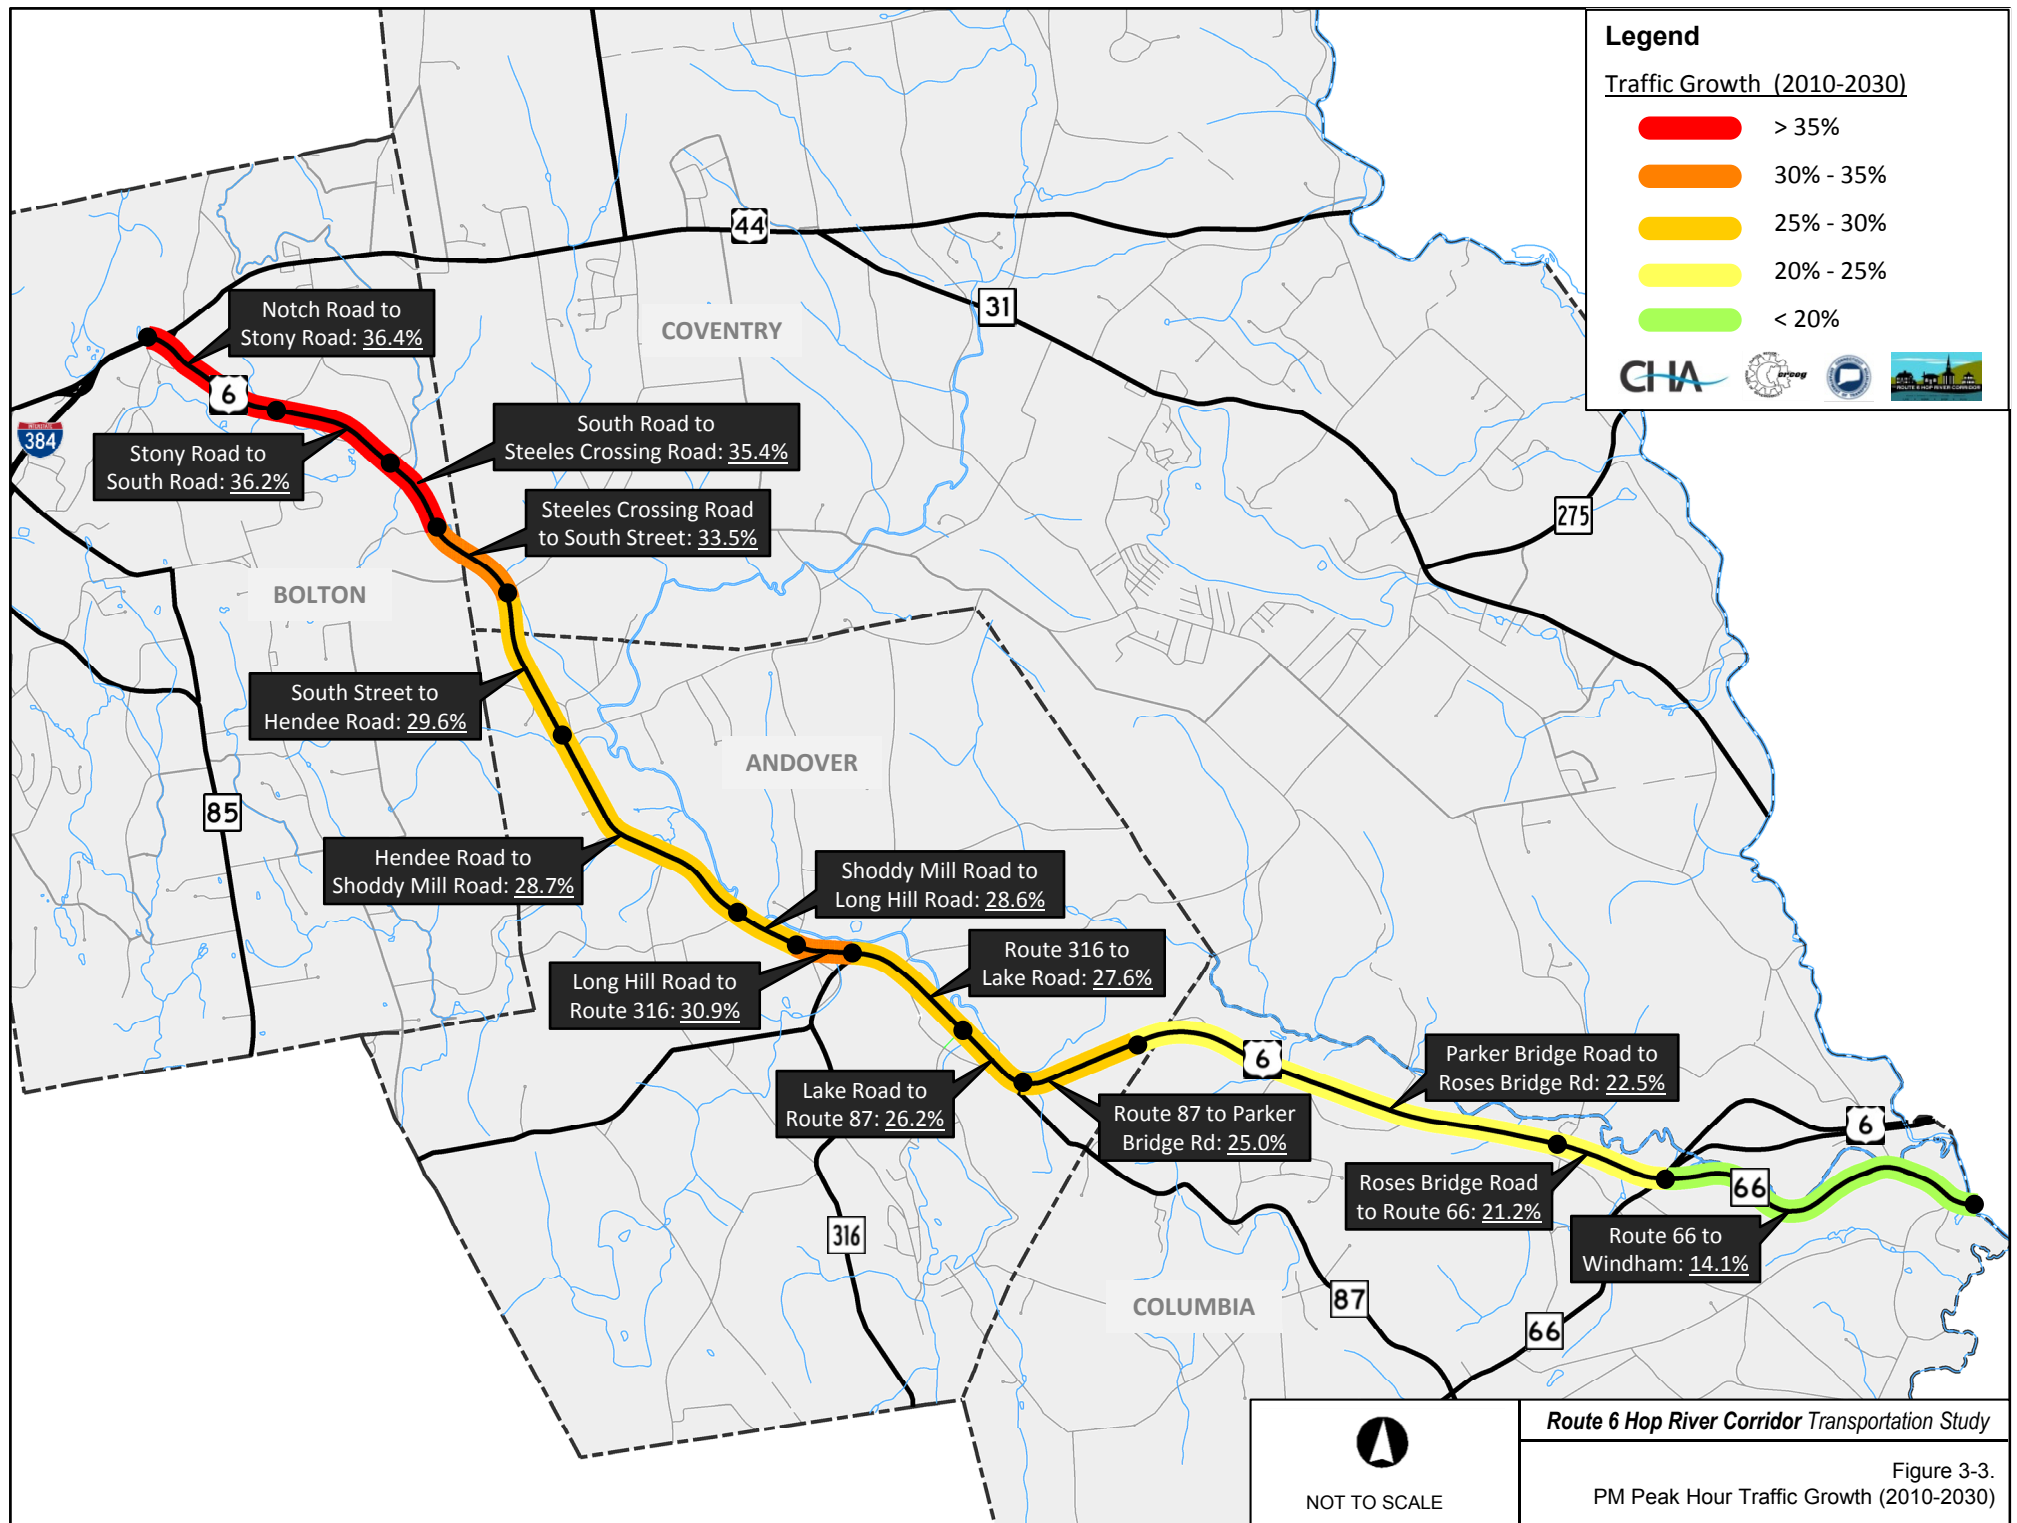 Legend
Traffic Growth (2010-2030)
> 35%
30% - 35%
25% - 30%
20% - 25%
< 20%
CHA
crcog
ROUTE 6 HOP RIVER CORRIDOR
44
31
COVENTRY
Notch Road to
Stony Road: 36.4%
6
INTERSTATE
384
Stony Road to
South Road: 36.2%
South Road to
Steeles Crossing Road: 35.4%
Steeles Crossing Road
to South Street: 33.5%
275
BOLTON
South Street to
Hendee Road: 29.6%
ANDOVER
85
Hendee Road to
Shoddy Mill Road: 28.7%
Shoddy Mill Road to
Long Hill Road: 28.6%
Route 316 to
Lake Road: 27.6%
Long Hill Road to
Route 316: 30.9%
6
Parker Bridge Road to
Roses Bridge Rd: 22.5%
Lake Road to
Route 87: 26.2%
Route 87 to Parker
Bridge Rd: 25.0%
6
Roses Bridge Road
to Route 66: 21.2%
66
316
Route 66 to
Windham: 14.1%
COLUMBIA
87
66
NOT TO SCALE
Route 6 Hop River Corridor Transportation Study
Figure 3-3.
PM Peak Hour Traffic Growth (2010-2030)